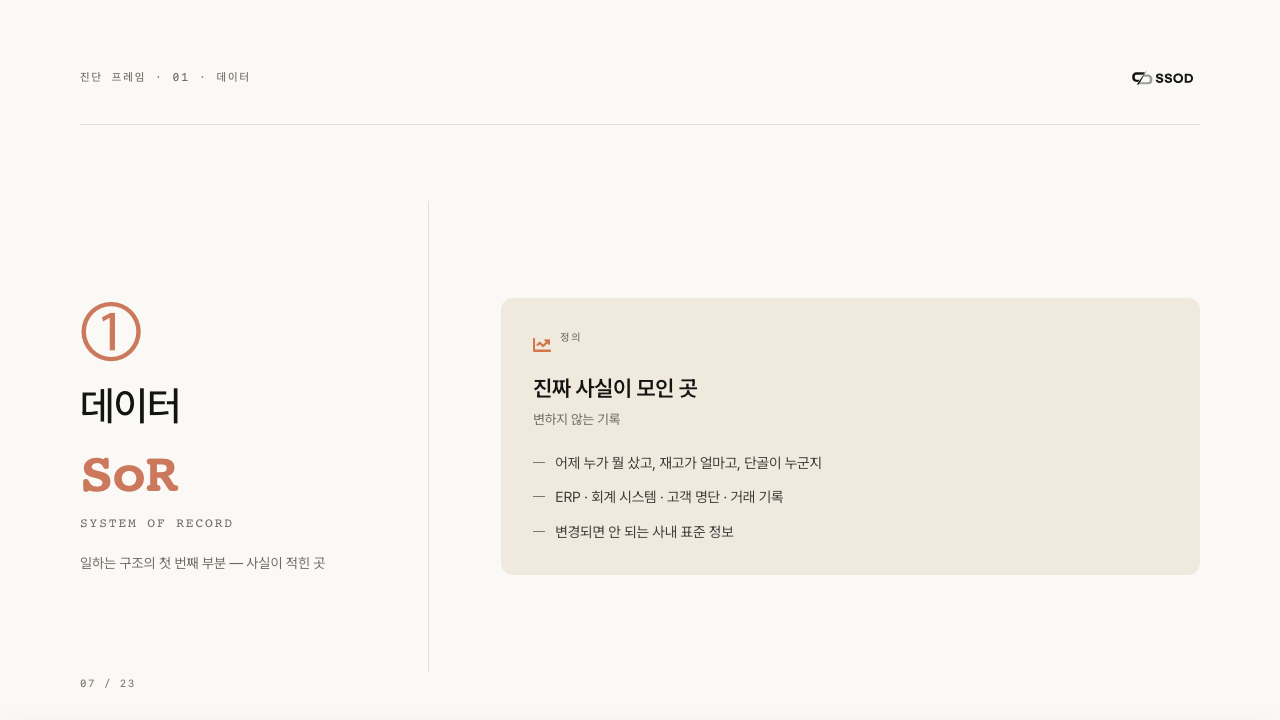 진단 프레임 · 01 · 데이터
SSOD
①
데이터
SoR
SYSTEM OF RECORD
일하는 구조의 첫 번째 부분 — 사실이 적힌 곳
정의
진짜 사실이 모인 곳
변하지 않는 기록
— 어제 누가 뭘 샀고, 재고가 얼마고, 단골이 누군지
— ERP · 회계 시스템 · 고객 명단 · 거래 기록
— 변경되면 안 되는 사내 표준 정보
07 / 23